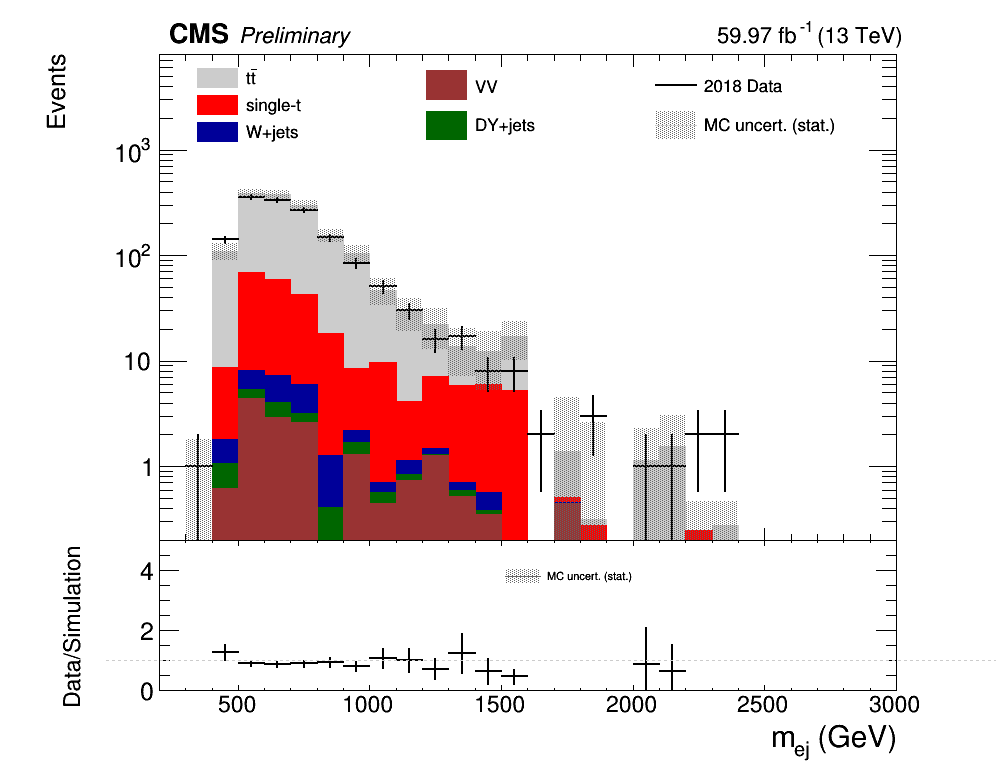 CMS Preliminary 59.97 fb⁻¹ (13 TeV)
Events
tt̄ VV 2018 Data
single-t DY+jets MC uncert. (stat.)
W+jets
10³
10²
10
1
Data/Simulation
MC uncert. (stat.)
4
2
0
500 1000 1500 2000 2500 3000
m_ej (GeV)